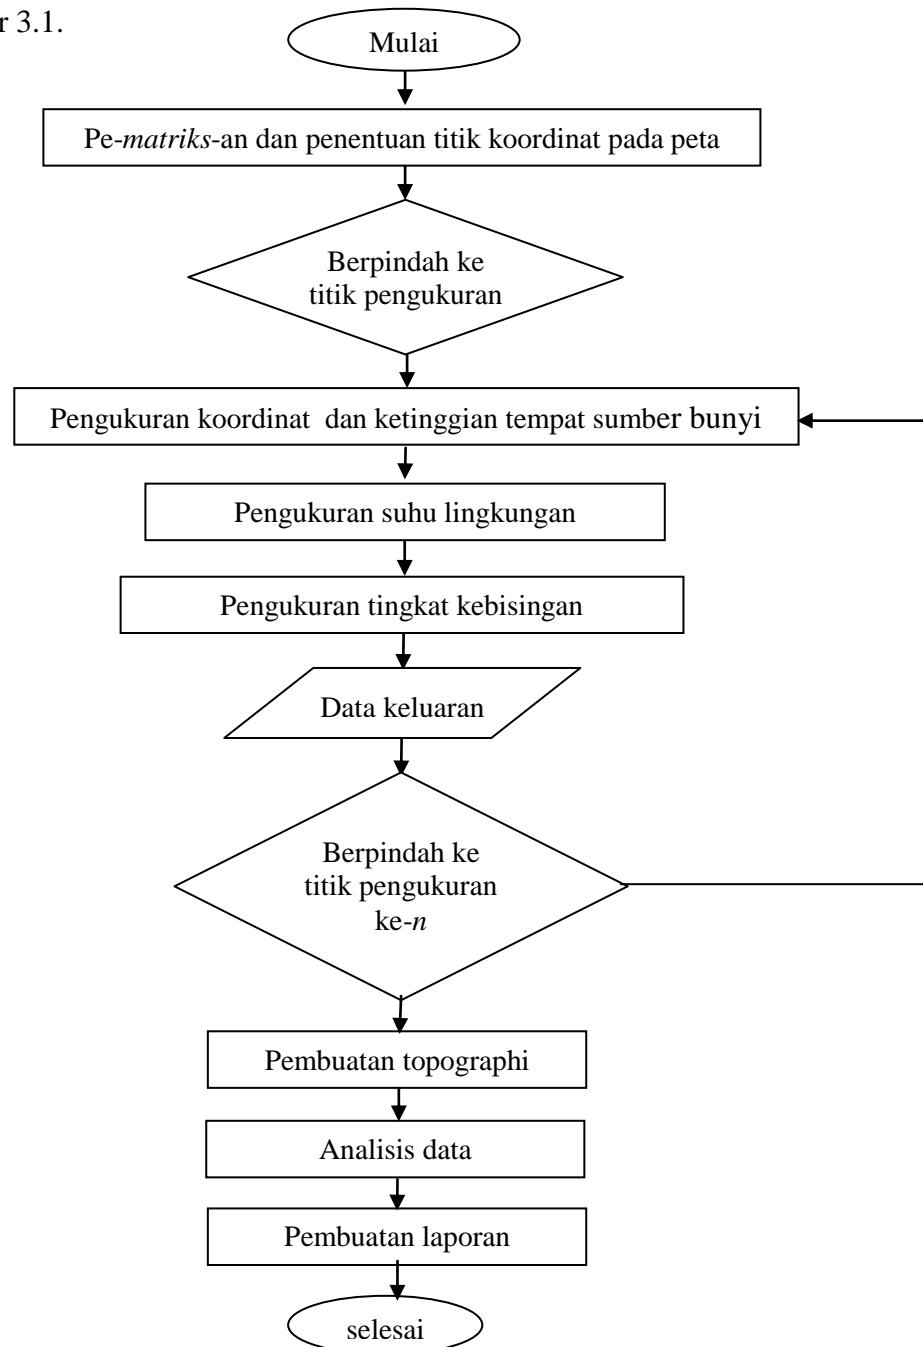 r 3.1.
Mulai
Pe-matriks-an dan penentuan titik koordinat pada peta
Berpindah ke
titik pengukuran
Pengukuran koordinat dan ketinggian tempat sumber bunyi
Pengukuran suhu lingkungan
Pengukuran tingkat kebisingan
Data keluaran
Berpindah ke
titik pengukuran
ke-n
Pembuatan topographi
Analisis data
Pembuatan laporan
selesai